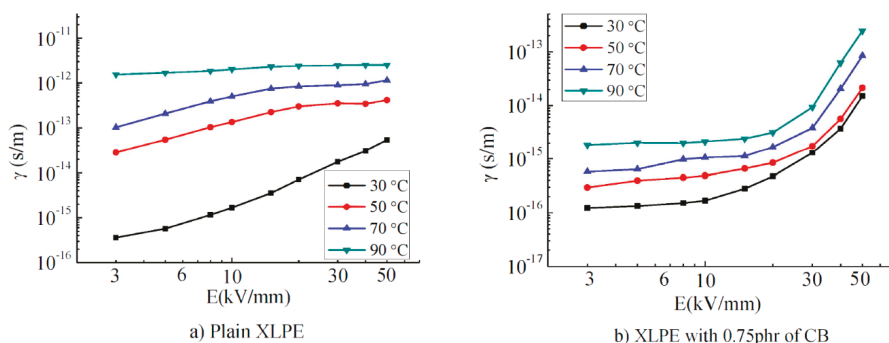 10⁻¹¹
10⁻¹²
10⁻¹³
10⁻¹⁴
10⁻¹⁵
10⁻¹⁶
γ (s/m)
30 °C
50 °C
70 °C
90 °C
3 6 10 30 50
E(kV/mm)
a) Plain XLPE
30 °C
50 °C
70 °C
90 °C
10⁻¹³
10⁻¹⁴
10⁻¹⁵
10⁻¹⁶
10⁻¹⁷
γ (s/m)
3 6 10 30 50
E(kV/mm)
b) XLPE with 0.75phr of CB